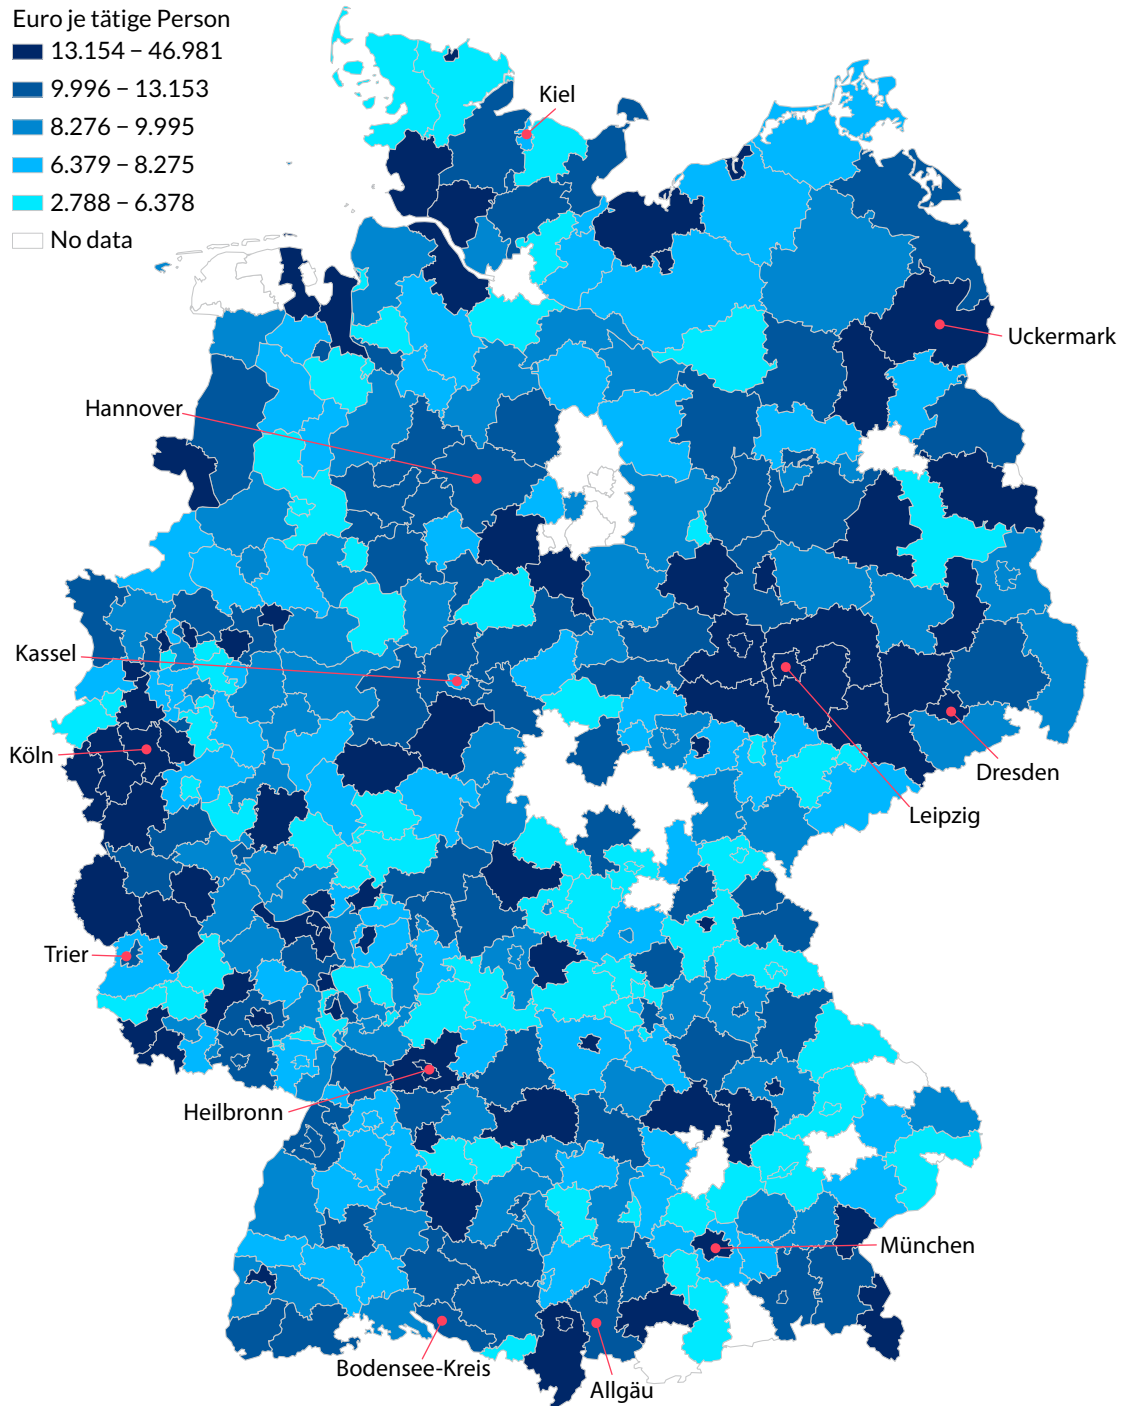 Euro je tätige Person
13.154 – 46.981
9.996 – 13.153
8.276 – 9.995
6.379 – 8.275
2.788 – 6.378
No data
Kiel
Uckermark
Hannover
Kassel
Köln
Dresden
Leipzig
Trier
Heilbronn
München
Bodensee-Kreis
Allgäu